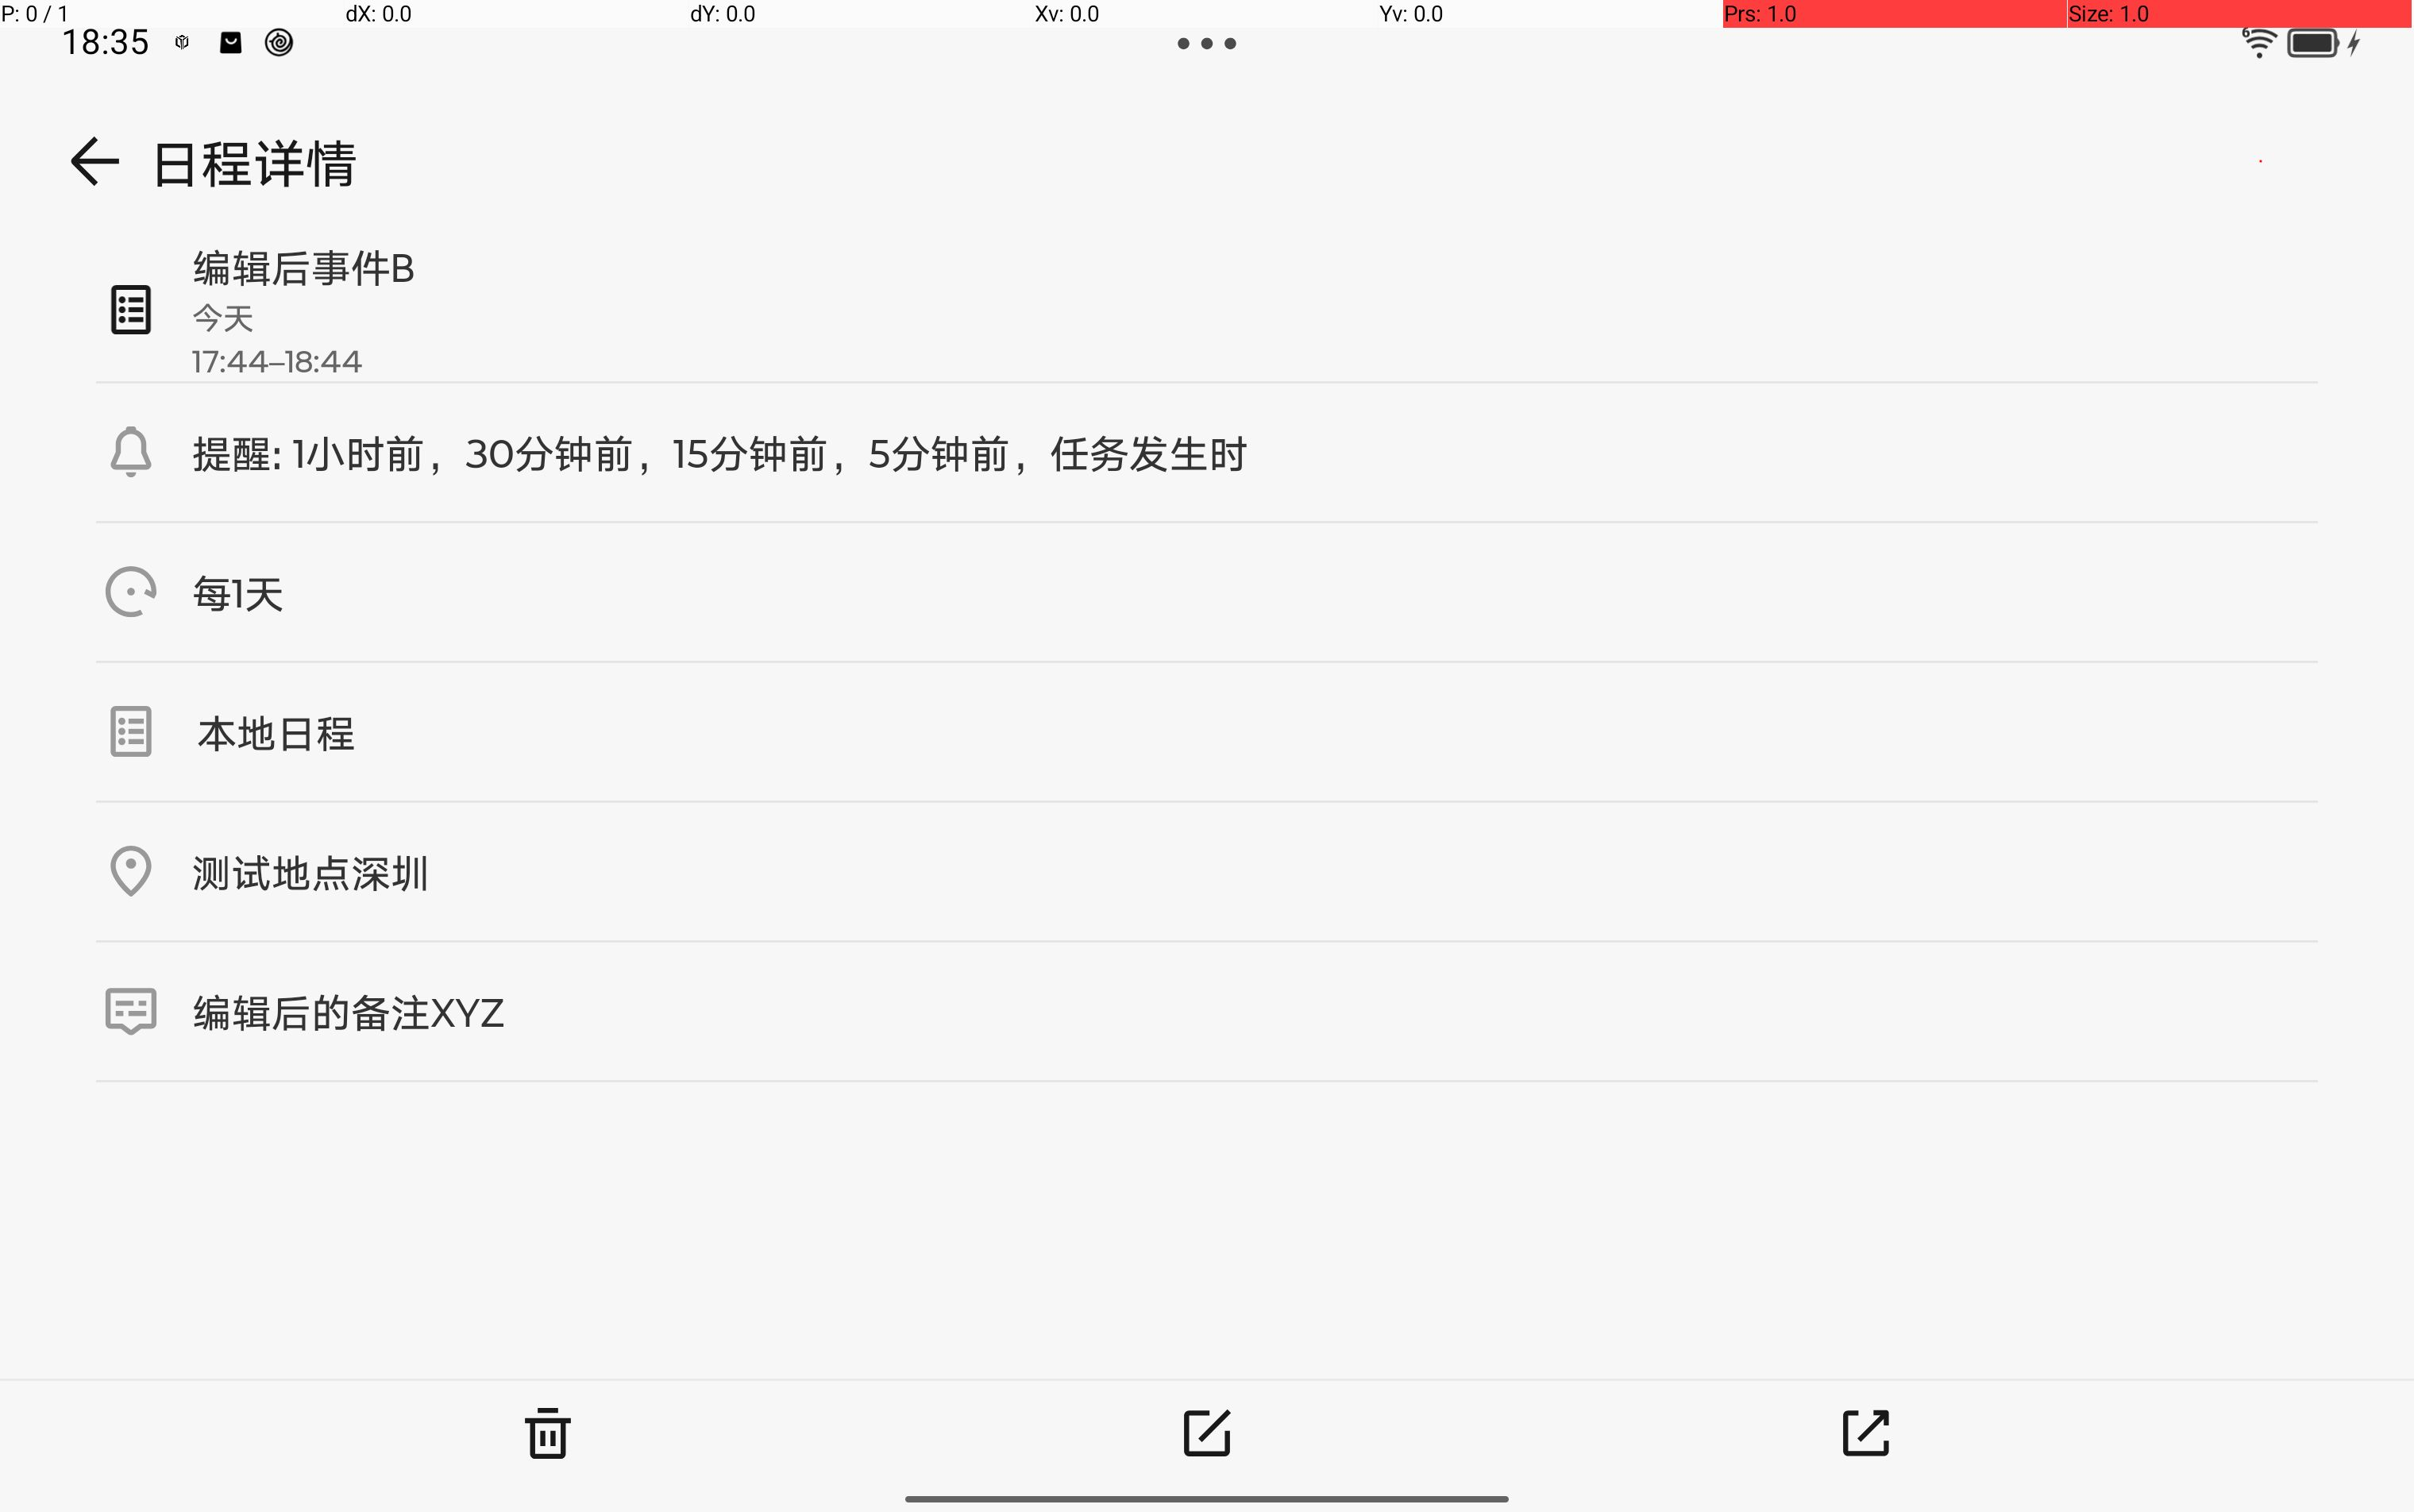 P: 0 / 1 dX: 0.0 dY: 0.0 Xv: 0.0 Yv: 0.0 Prs: 1.0 Size: 1.0
18:35
6
日程详情
编辑后事件B
今天
17:44–18:44
提醒: 1小时前，30分钟前，15分钟前，5分钟前，任务发生时
每1天
本地日程
测试地点深圳
编辑后的备注XYZ